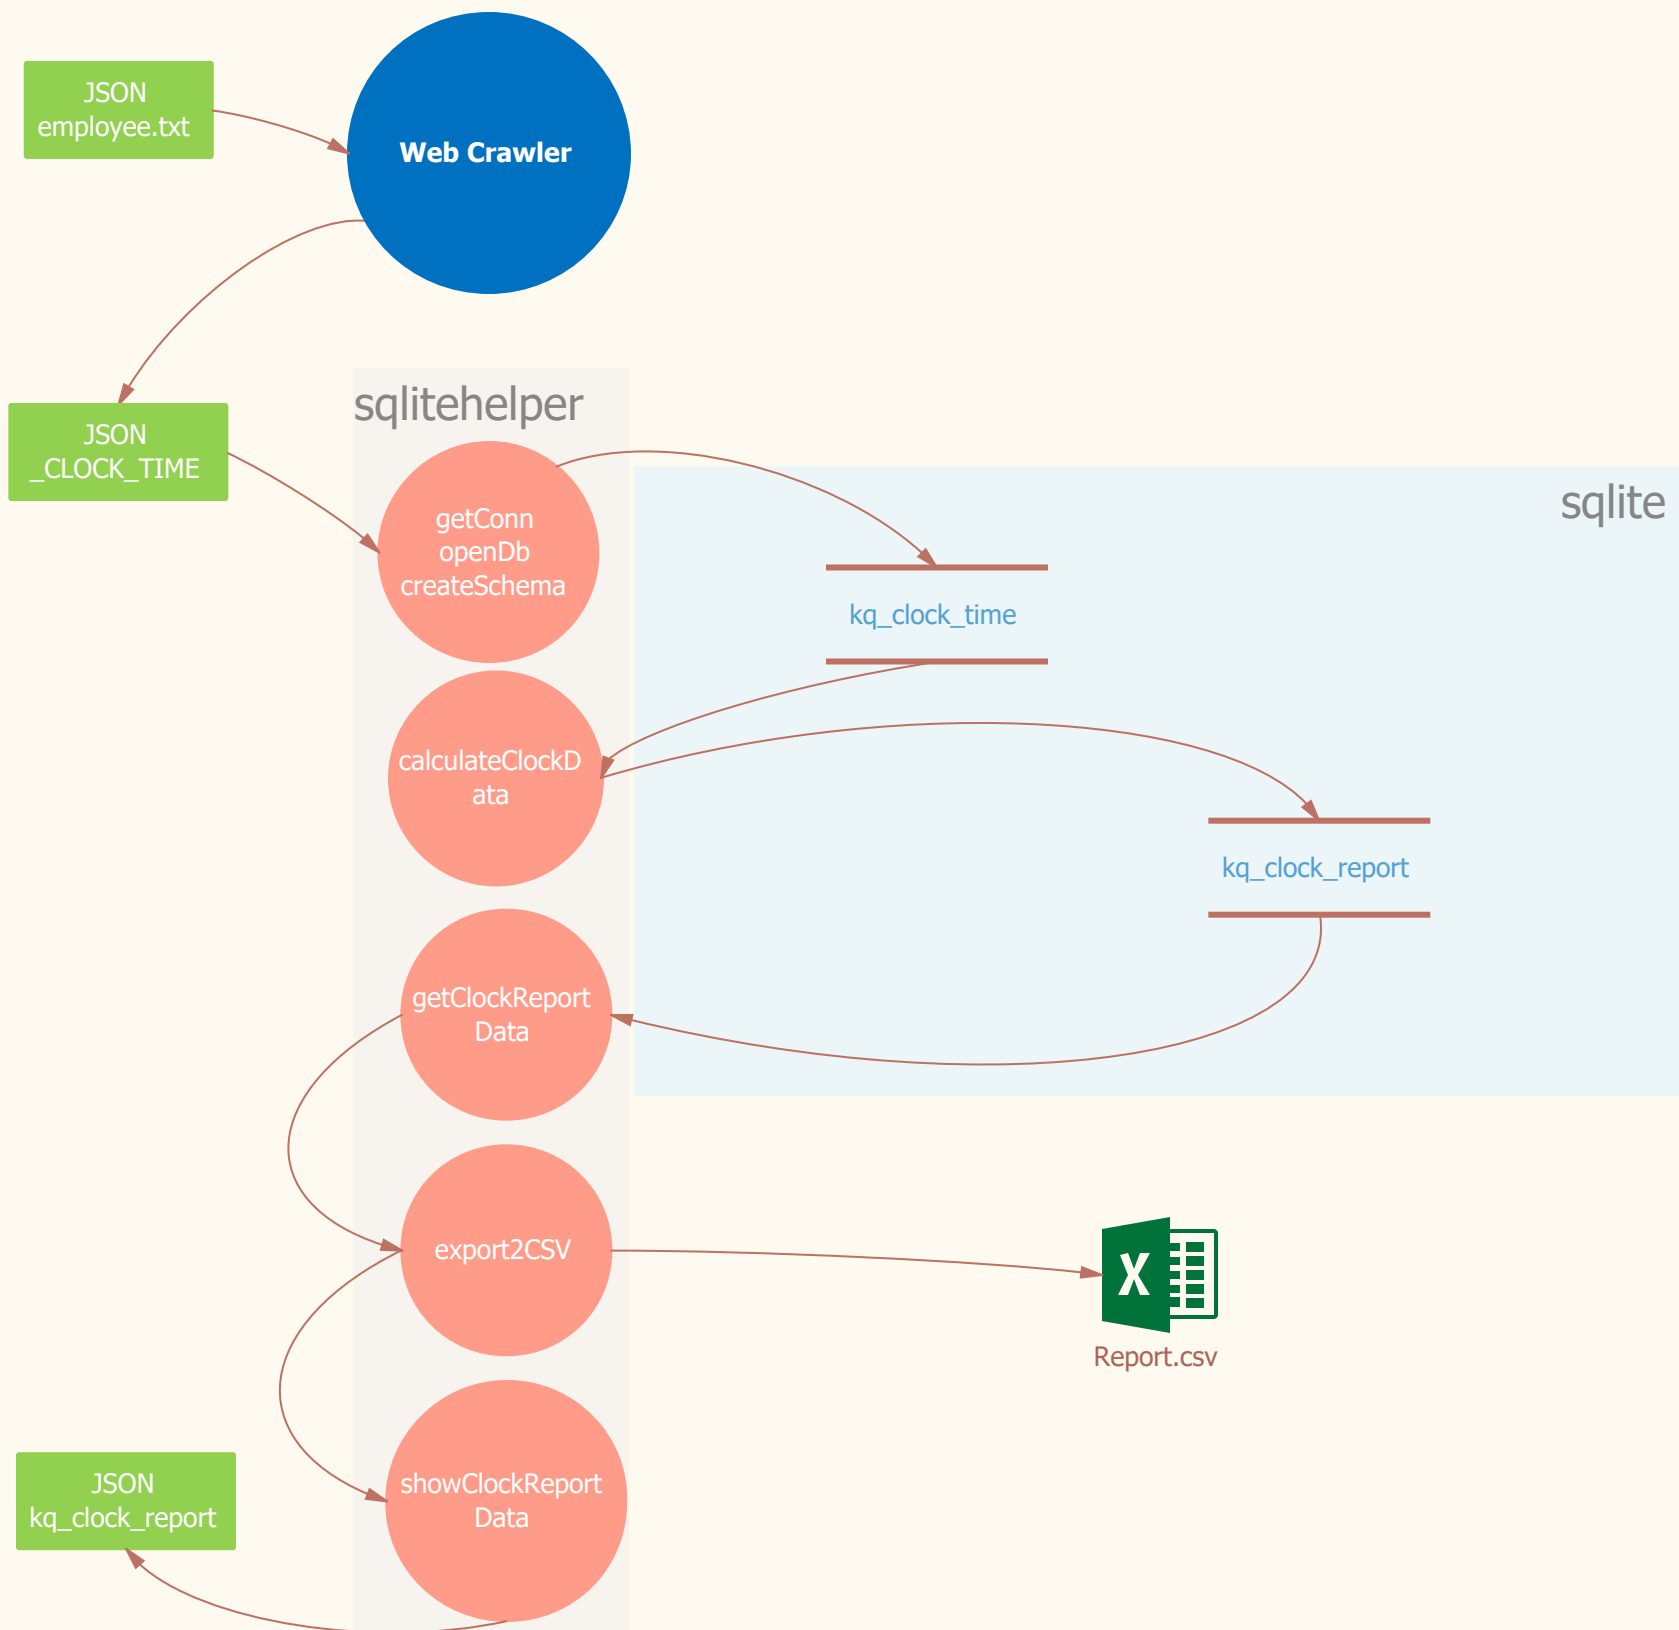 JSON
employee.txt
Web Crawler
sqlitehelper
JSON
_CLOCK_TIME
getConn
openDb
createSchema
sqlite
kq_clock_time
calculateClockD
ata
kq_clock_report
getClockReport
Data
export2CSV
X
Report.csv
showClockReport
Data
JSON
kq_clock_report